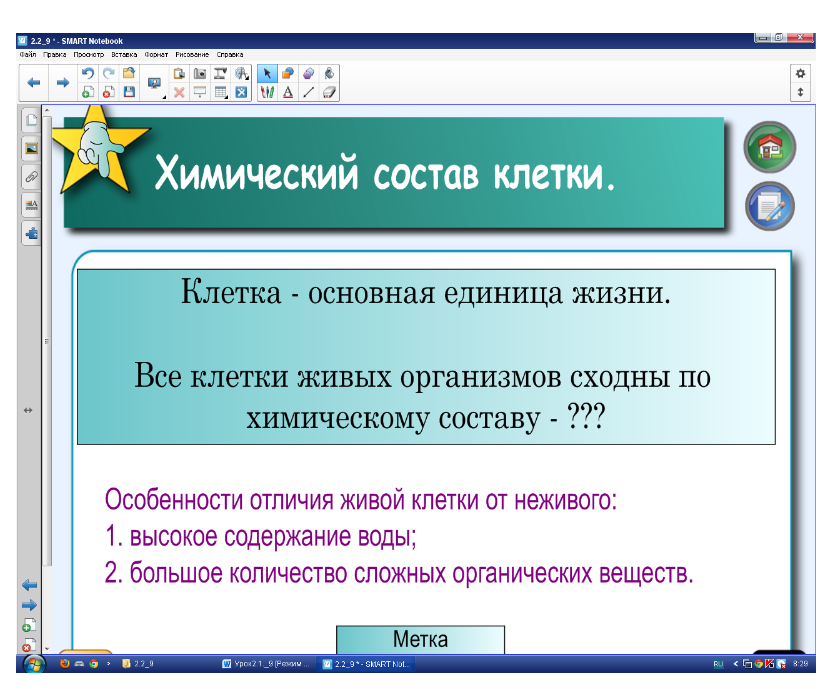 2.2_9 * - SMART Notebook
Файл Правка Просмотр Вставка Формат Рисование Справка
Химический состав клетки.
Клетка - основная единица жизни.
Все клетки живых организмов сходны по
химическому составу - ???
Особенности отличия живой клетки от неживого:
1. высокое содержание воды;
2. большое количество сложных органических веществ.
Метка
2.2_9
Урок2.1._9 [Режим ...
2.2_9 * - SMART Not...
RU
8:29